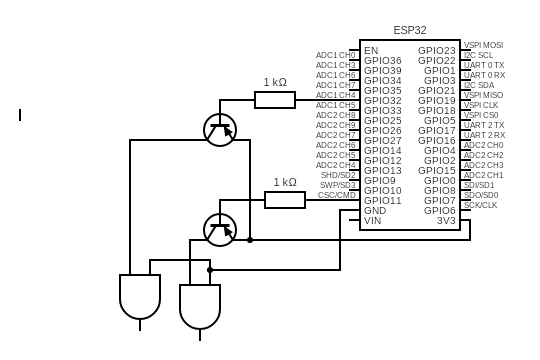 ESP32
ADC1 CH0 EN GPIO23 VSPI MOSI
ADC1 CH3 GPIO36 GPIO22 I2C SCL
ADC1 CH6 GPIO39 GPIO1 UART 0 TX
ADC1 CH7 GPIO34 GPIO3 UART 0 RX
ADC1 CH4 GPIO35 GPIO21 I2C SDA
ADC1 CH5 GPIO32 GPIO19 VSPI MISO
ADC2 CH8 GPIO33 GPIO18 VSPI CLK
ADC2 CH9 GPIO25 GPIO5 VSPI CS0
ADC2 CH7 GPIO26 GPIO17 UART 2 TX
ADC2 CH6 GPIO27 GPIO16 UART 2 RX
ADC2 CH5 GPIO14 GPIO4 ADC2 CH0
ADC2 CH4 GPIO12 GPIO2 ADC2 CH2
SHD/SD2 GPIO13 GPIO15 ADC2 CH3
SWP/SD3 GPIO9 GPIO0 ADC2 CH1
CSC/CMD GPIO10 GPIO8 SDI/SD1
GPIO11 GPIO7 SDO/SD0
GND GPIO6 SCK/CLK
VIN 3V3
1 kΩ
1 kΩ